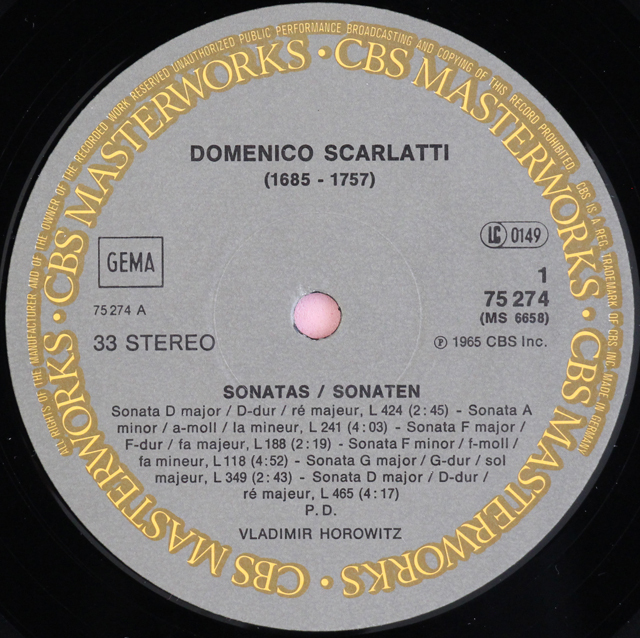 ALL RIGHTS OF THE MANUFACTURER AND OF THE OWNER OF THE RECORDED WORK RESERVED UNAUTHORIZED PUBLIC PERFORMANCE BROADCASTING AND COPYING OF THIS RECORD PROHIBITED. CBS IS A REG. TRADEMARK OF CBS INC. MADE IN GERMANY
CBS MASTERWORKS • CBS MASTERWORKS • CBS MASTERWORKS • CBS MASTERWORKS •
DOMENICO SCARLATTI
(1685 - 1757)
GEMA
LC 0149
75274 A
1
75 274
(MS 6658)
33 STEREO
℗ 1965 CBS Inc.
SONATAS / SONATEN
Sonata D major / D-dur / ré majeur, L 424 (2:45) - Sonata A
minor / a-moll / la mineur, L 241 (4:03) - Sonata F major /
F-dur / fa majeur, L 188 (2:19) - Sonata F minor / f-moll /
fa mineur, L 118 (4:52) - Sonata G major / G-dur / sol
majeur, L 349 (2:43) - Sonata D major / D-dur /
ré majeur, L 465 (4:17)
P. D.
VLADIMIR HOROWITZ